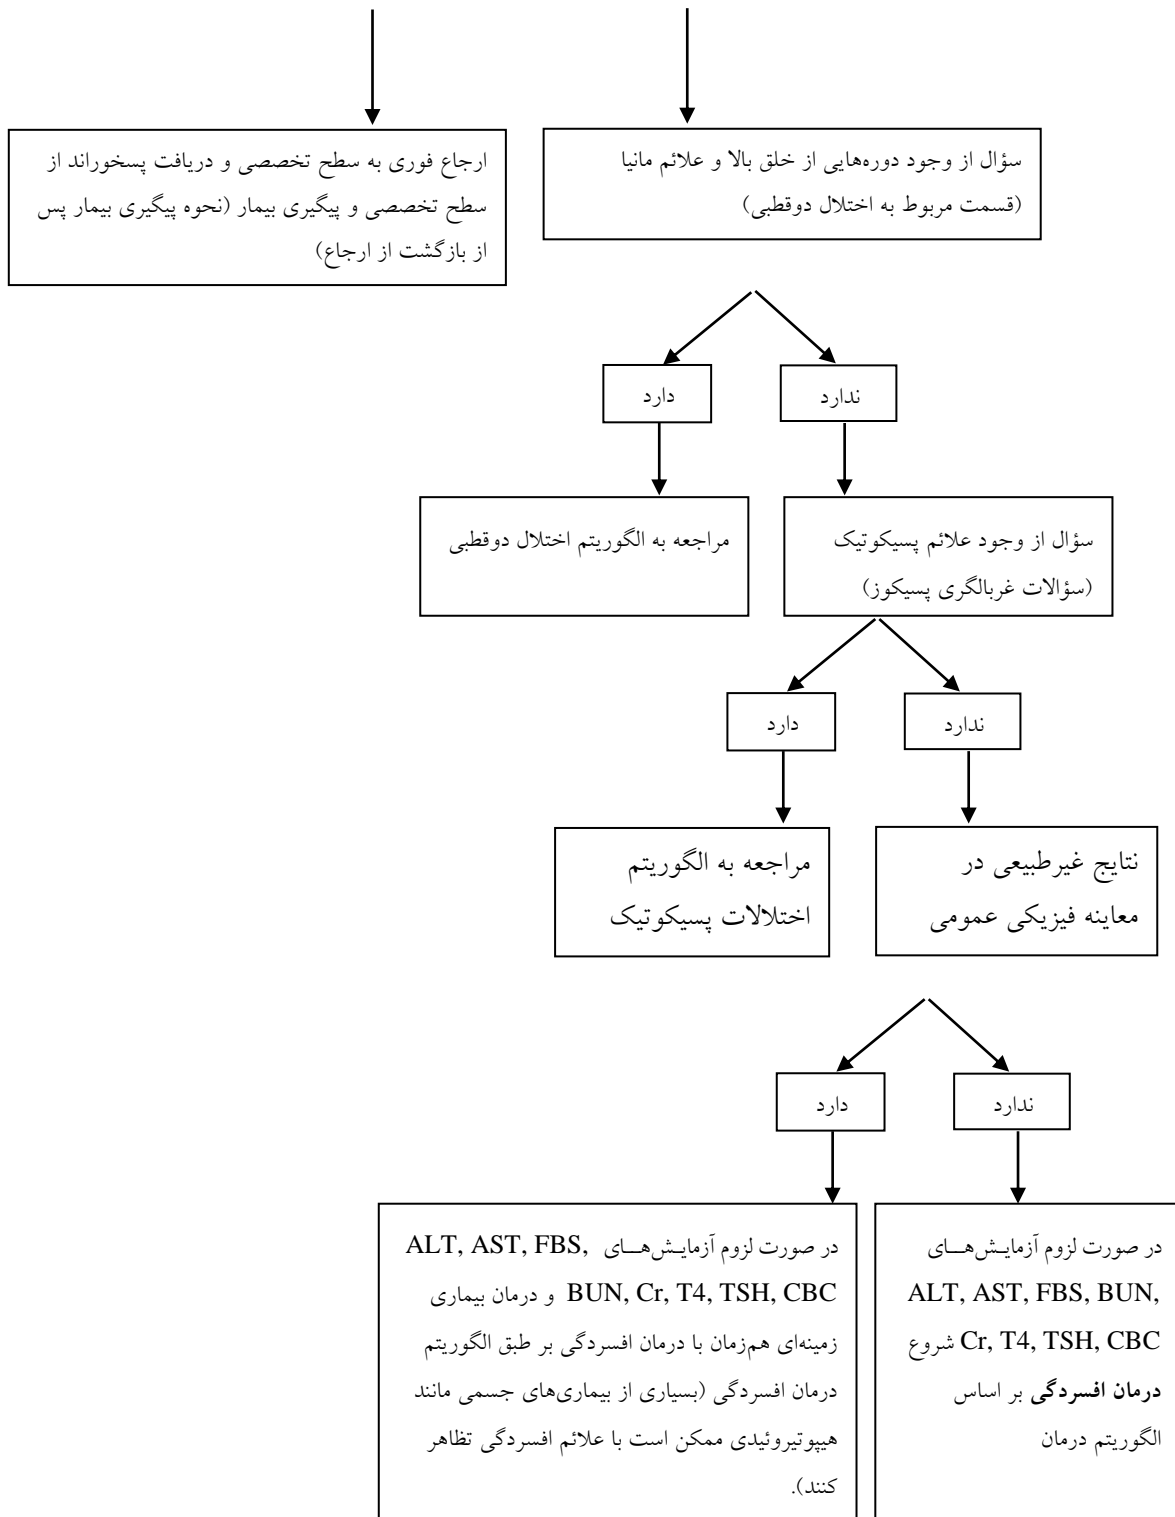 سؤال از وجود دوره‌هایی از خلق بالا و علائم مانیا
(قسمت مربوط به اختلال دوقطبی)
ارجاع فوری به سطح تخصصی و دریافت پسخوراند از
سطح تخصصی و پیگیری بیمار (نحوه پیگیری بیمار پس
از بازگشت از ارجاع)
ندارد
دارد
سؤال از وجود علائم پسیکوتیک
(سؤالات غربالگری پسیکوز)
مراجعه به الگوریتم اختلال دوقطبی
ندارد
دارد
نتایج غیرطبیعی در
معاینه فیزیکی عمومی
مراجعه به الگوریتم
اختلالات پسیکوتیک
ندارد
دارد
در صورت لزوم آزمایش‌هــای
ALT, AST, FBS, BUN,
Cr, T4, TSH, CBC شروع
درمان افسردگی بر اساس
الگوریتم درمان
در صورت لزوم آزمایـش‌هـــای ALT, AST, FBS,
BUN, Cr, T4, TSH, CBC و درمان بیماری
زمینه‌ای هم‌زمان با درمان افسردگی بر طبق الگوریتم
درمان افسردگی (بسیاری از بیماری‌های جسمی مانند
هیپوتیروئیدی ممکن است با علائم افسردگی تظاهر
کنند).